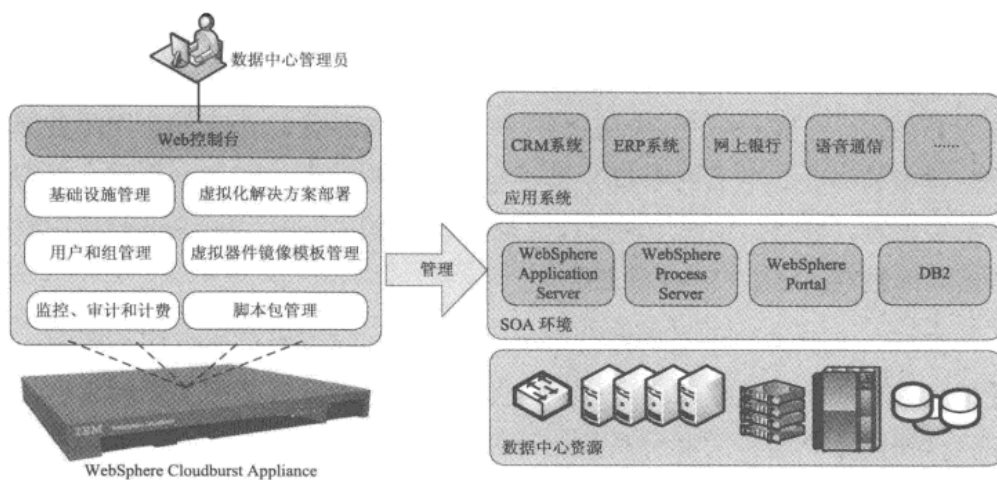 数据中心管理员
Web控制台
基础设施管理
虚拟化解决方案部署
用户和组管理
虚拟器件镜像模板管理
监控、审计和计费
脚本包管理
IBM
WebSphere Cloudburst Appliance
管理
CRM系统
ERP系统
网上银行
语音通信
……
应用系统
WebSphere
Application
Server
WebSphere
Process
Server
WebSphere
Portal
DB2
SOA 环境
数据中心资源